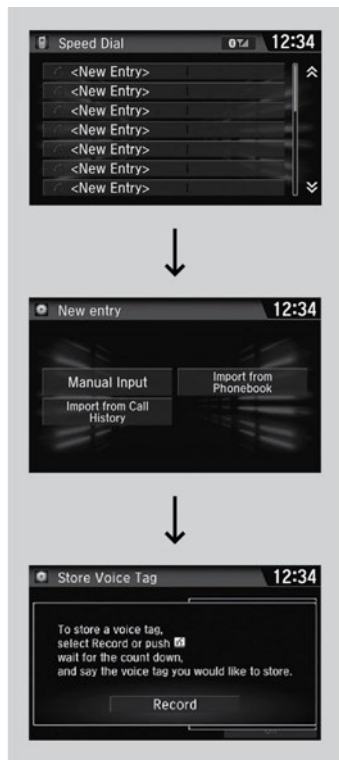 Speed Dial
12:34
<New Entry>
<New Entry>
<New Entry>
<New Entry>
<New Entry>
<New Entry>
<New Entry>
New entry
12:34
Manual Input
Import from
Phonebook
Import from Call
History
Store Voice Tag
12:34
To store a voice tag,
select Record or push
wait for the count down,
and say the voice tag you would like to store.
Record